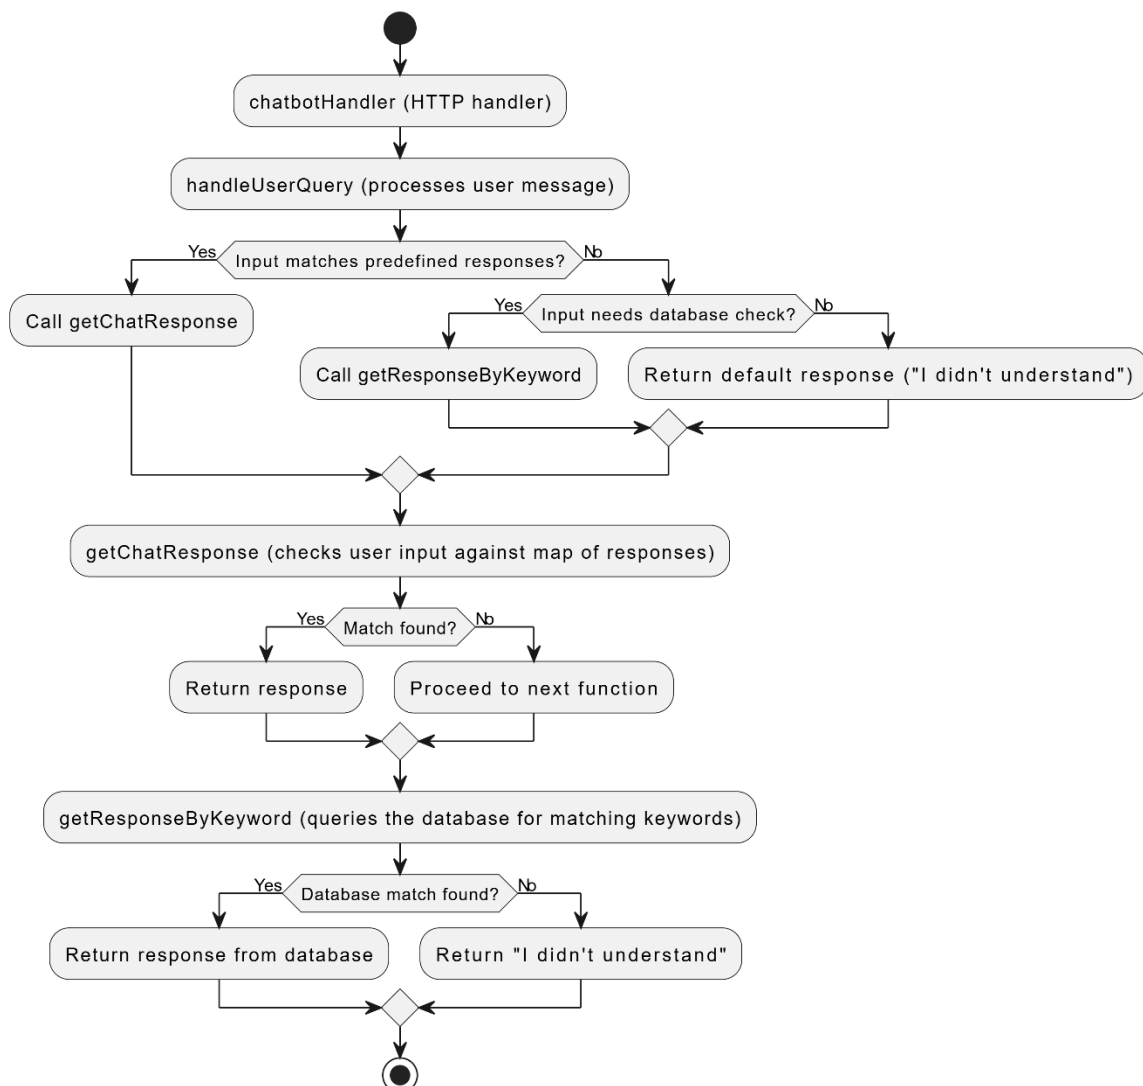 chatbotHandler (HTTP handler)
handleUserQuery (processes user message)
Yes
Input matches predefined responses?
No
Call getChatResponse
Yes
Input needs database check?
No
Call getResponseByKeyword
Return default response ("I didn't understand")
getChatResponse (checks user input against map of responses)
Yes
Match found?
No
Return response
Proceed to next function
getResponseByKeyword (queries the database for matching keywords)
Yes
Database match found?
No
Return response from database
Return "I didn't understand"